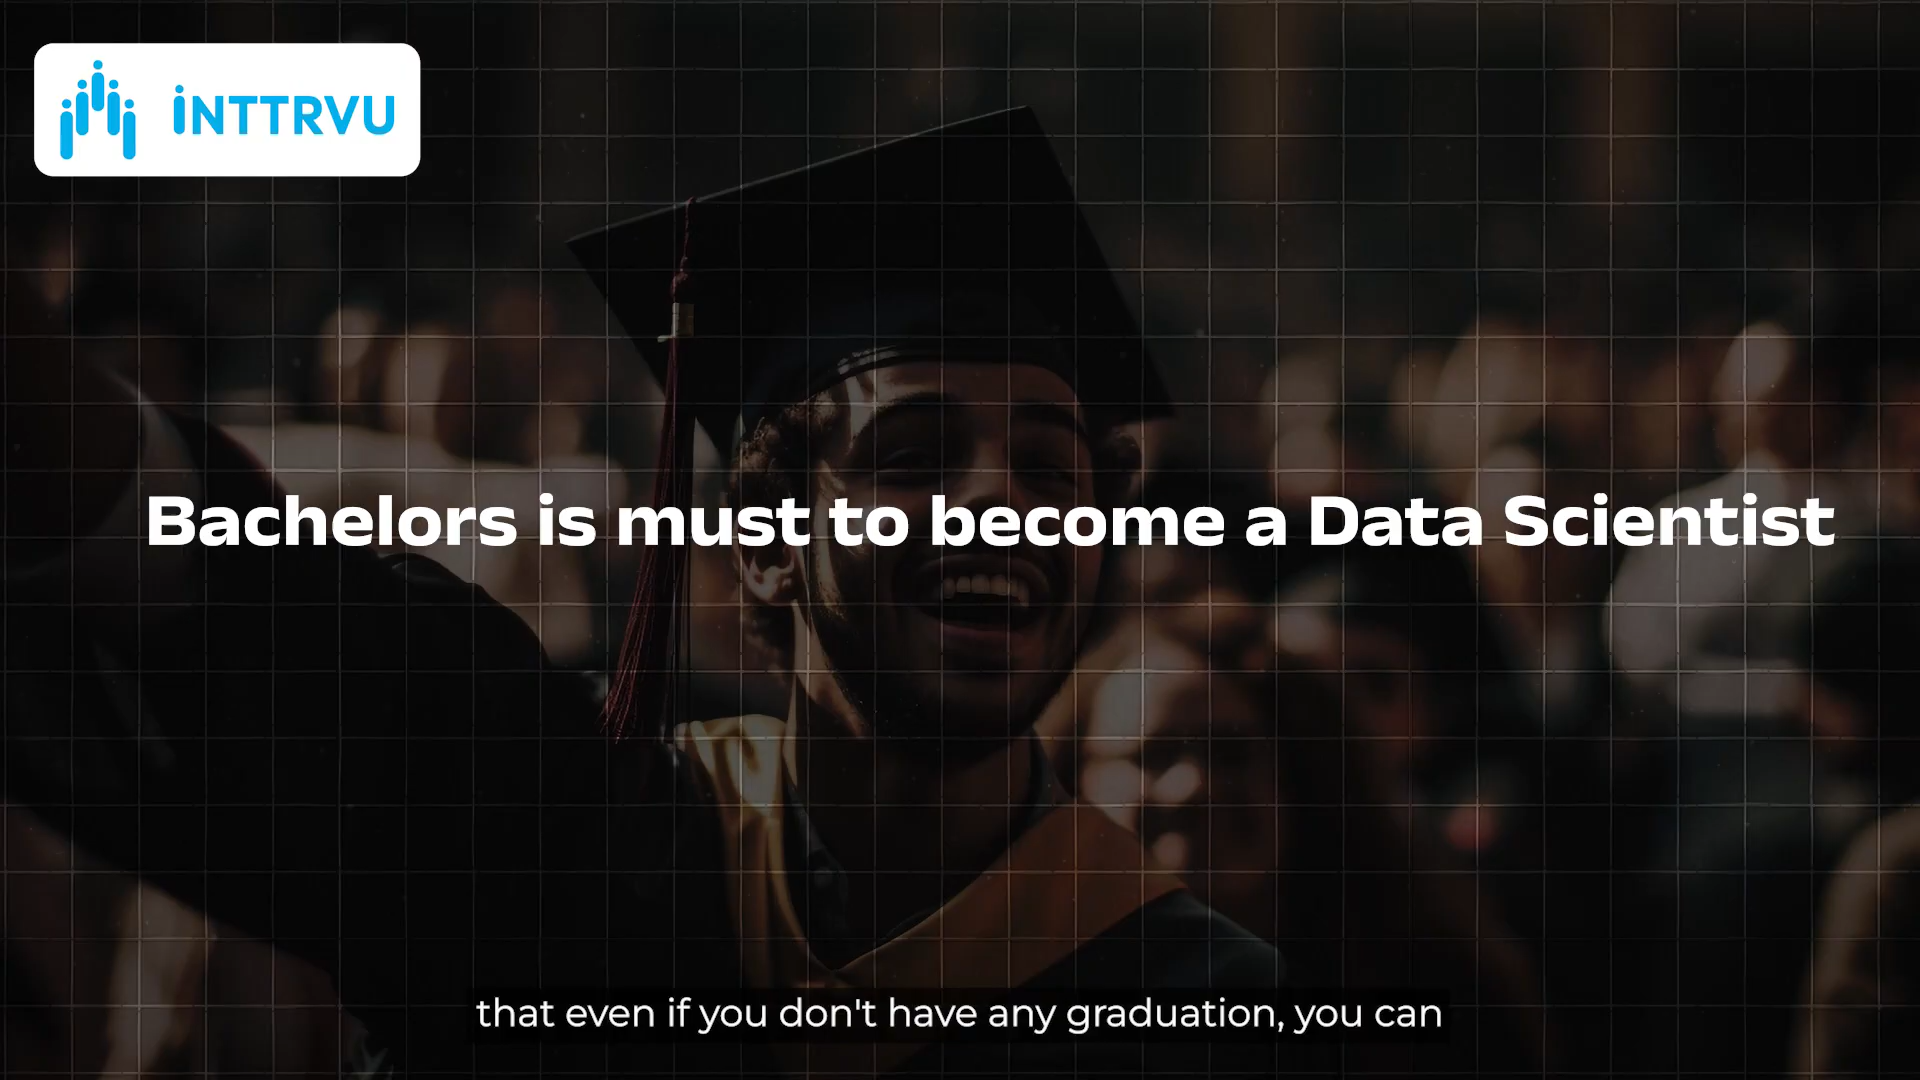 INTTRVU
Bachelors is must to become a Data Scientist
that even if you don't have any graduation, you can